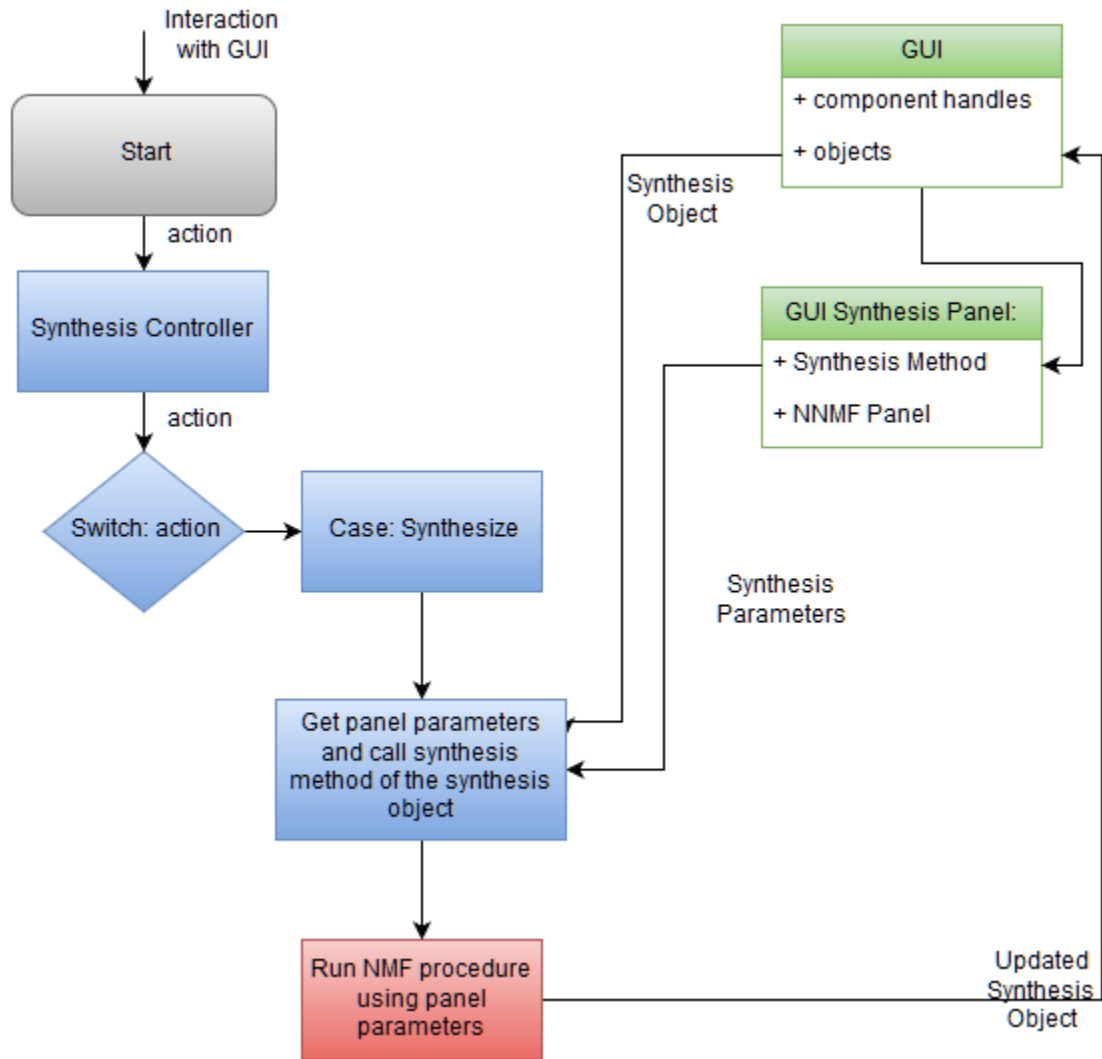 Interaction
with GUI
Start
action
Synthesis Controller
action
Switch: action
Case: Synthesize
Get panel parameters
and call synthesis
method of the synthesis
object
Run NMF procedure
using panel
parameters
GUI
+ component handles
+ objects
Synthesis
Object
GUI Synthesis Panel:
+ Synthesis Method
+ NNMF Panel
Synthesis
Parameters
Updated
Synthesis
Object